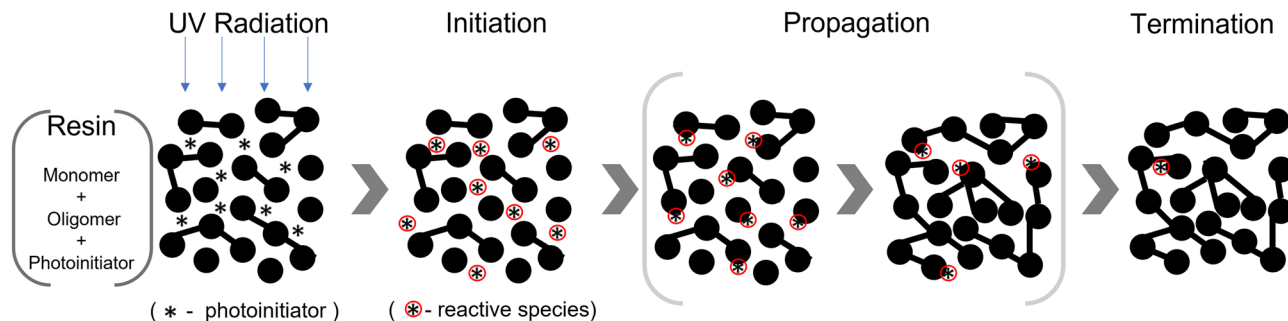 UV Radiation
Initiation
Propagation
Termination
Resin
Monomer
+
Oligomer
+
Photoinitiator
( * - photoinitiator )
( * - reactive species)